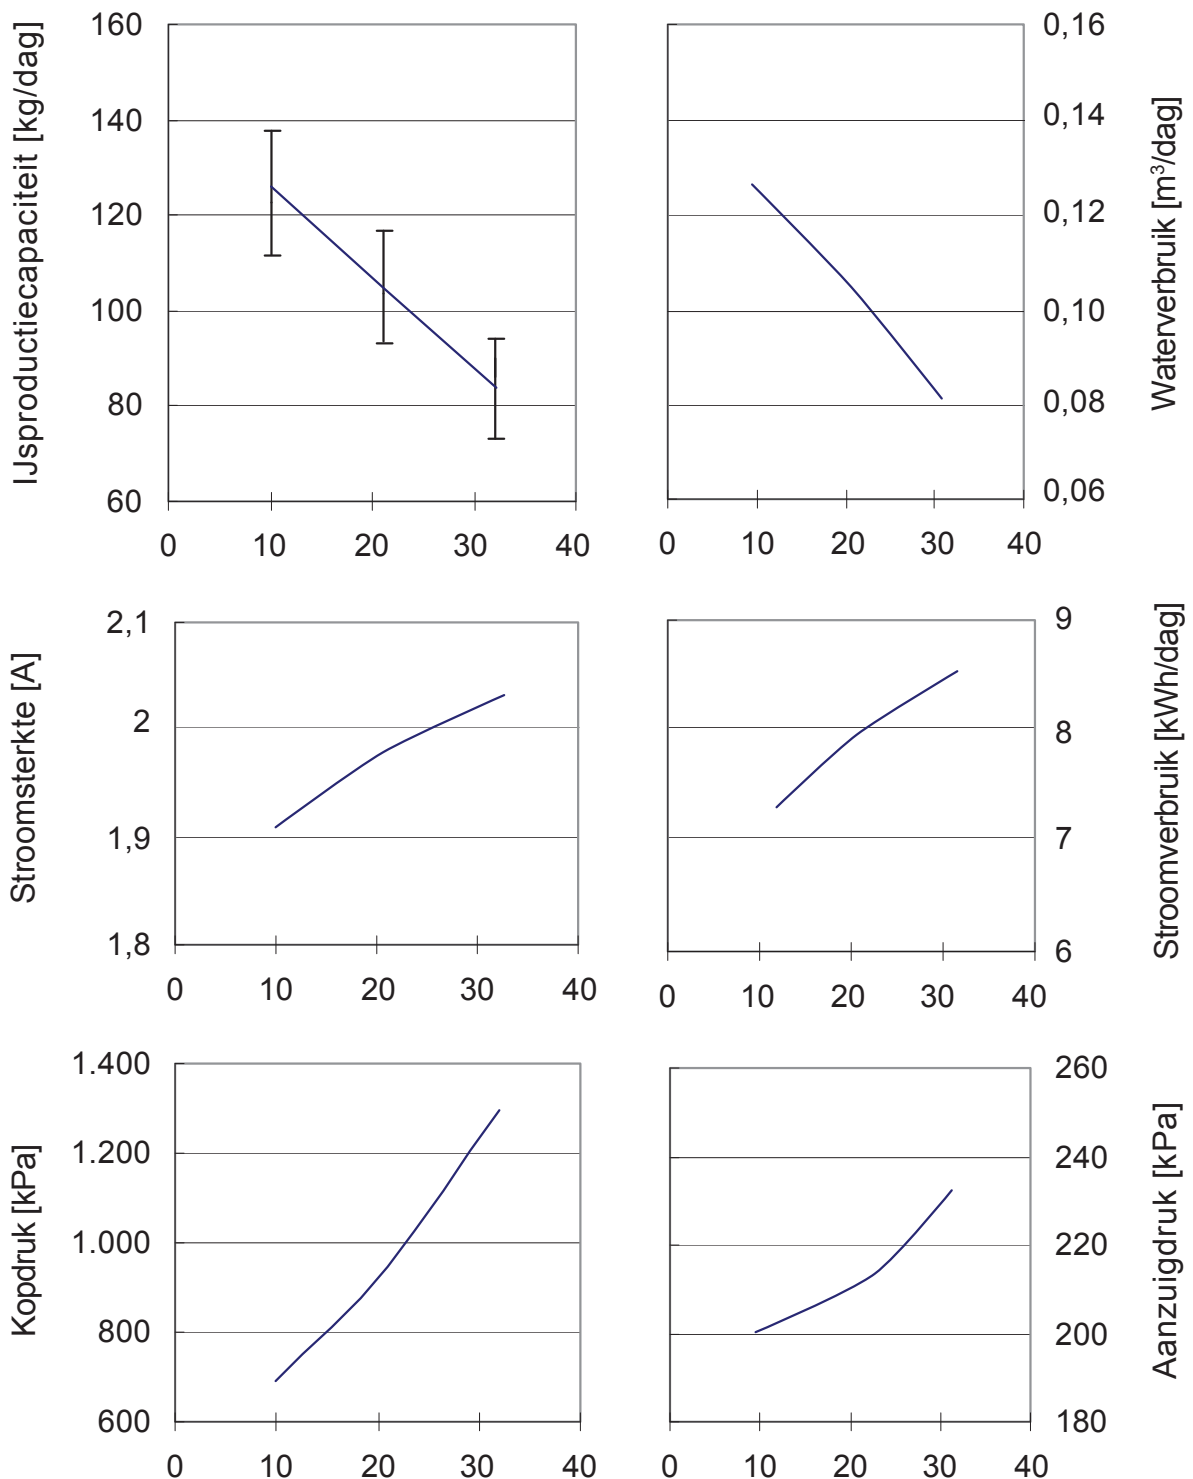 IJsproductiecapaciteit [kg/dag]
160
140
120
100
80
60
0 10 20 30 40
0,16
0,14
0,12
0,10
0,08
0,06
0 10 20 30 40
Waterverbruik [m³/dag]
Stroomsterkte [A]
2,1
2
1,9
1,8
0 10 20 30 40
9
8
7
6
0 10 20 30 40
Stroomverbruik [kWh/dag]
Kopdruk [kPa]
1.400
1.200
1.000
800
600
0 10 20 30 40
260
240
220
200
180
0 10 20 30 40
Aanzuigdruk [kPa]